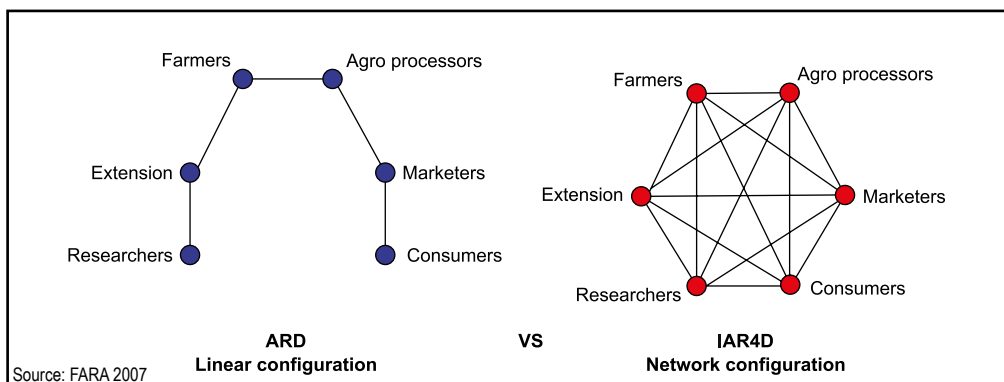 Farmers
Agro processors
Extension
Marketers
Researchers
Consumers
ARD
Linear configuration
VS
Farmers
Agro processors
Extension
Marketers
Researchers
Consumers
IAR4D
Network configuration
Source: FARA 2007